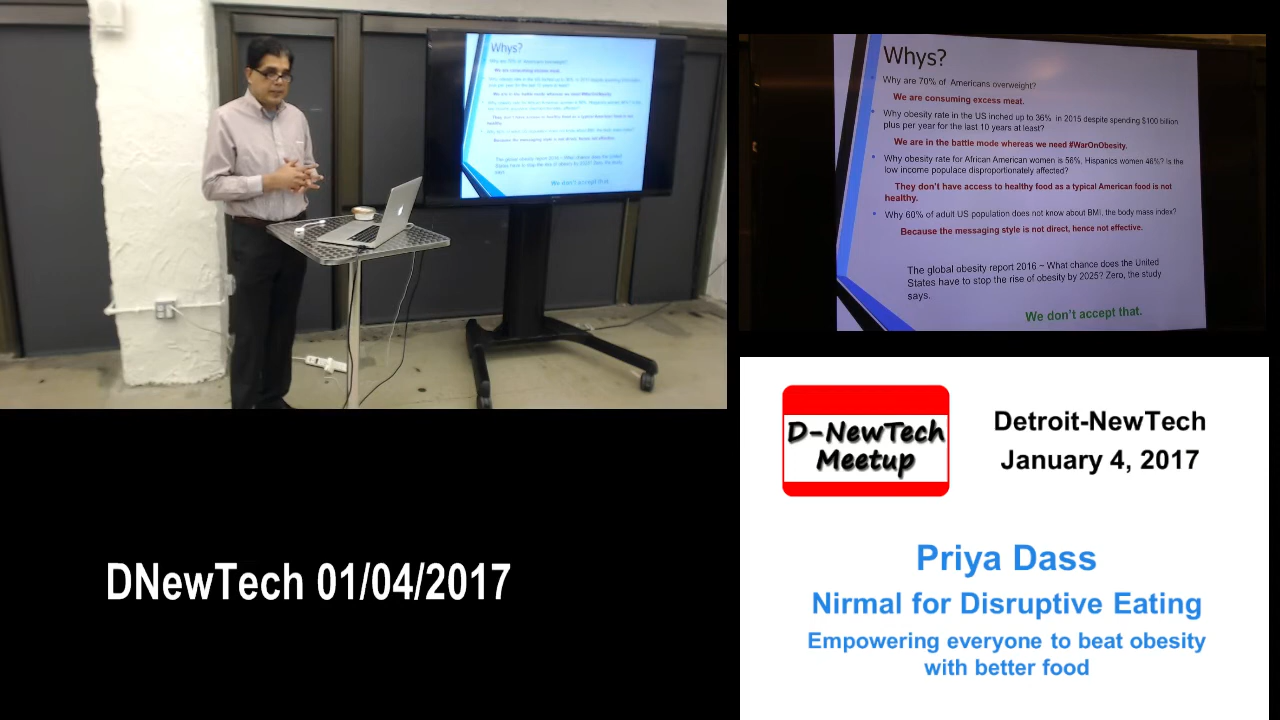 Whys?
We don't accept that.
Whys?
Why are 70% of Americans overweight?
We are consuming excess meat.
Why obesity rate in the US inched up to 36% in 2015 despite spending $100 billion
plus per year for the last 10 years at least?
We are in the battle mode whereas we need #WarOnObesity.
Why obesity rate for African American women is 56%, Hispanics women 46%? Is the
low income populace disproportionately affected?
They don't have access to healthy food as a typical American food is not
healthy.
Why 60% of adult US population does not know about BMI, the body mass index?
Because the messaging style is not direct, hence not effective.
The global obesity report 2016 ~ What chance does the United
States have to stop the rise of obesity by 2025? Zero, the study
says.
We don't accept that.
D-NewTech
Meetup
Detroit-NewTech
January 4, 2017
Priya Dass
Nirmal for Disruptive Eating
Empowering everyone to beat obesity
with better food
DNewTech 01/04/2017